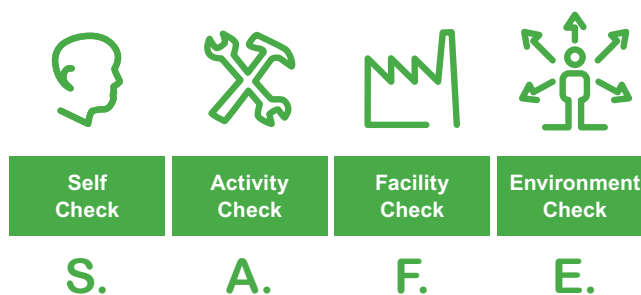 Self
Check
Activity
Check
Facility
Check
Environment
Check
S.
A.
F.
E.